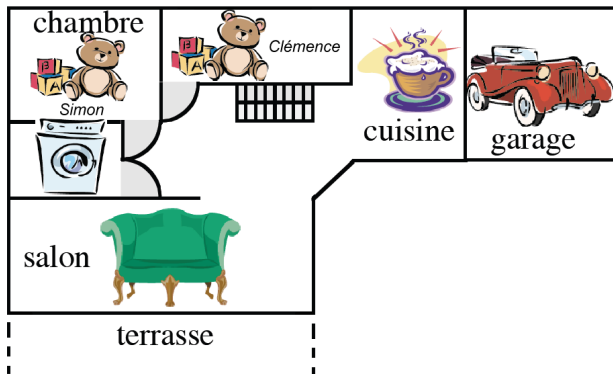 chambre
Simon
Clémence
cuisine
garage
salon
terrasse